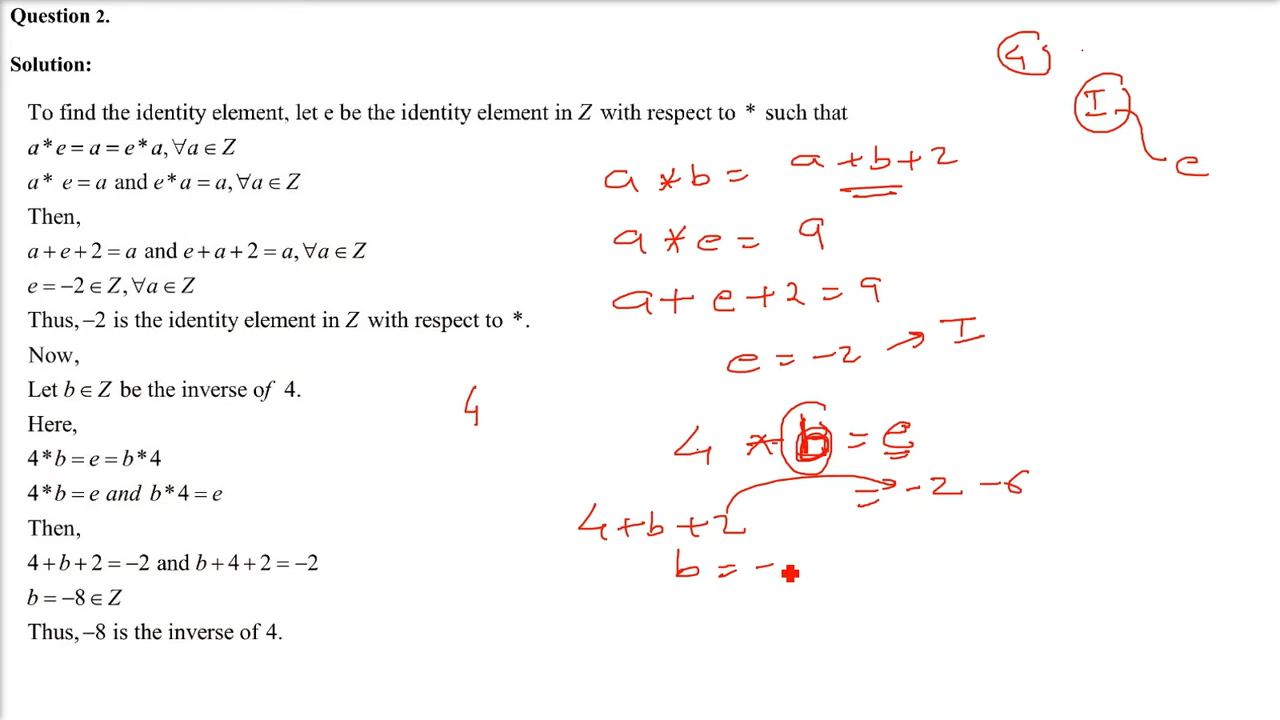 Question 2.
Solution:
To find the identity element, let e be the identity element in Z with respect to * such that
a*e=a=e*a,∀a∈Z
a* e=a and e*a=a,∀a∈Z
Then,
a+e+2=a and e+a+2=a,∀a∈Z
e=−2∈Z,∀a∈Z
Thus,−2 is the identity element in Z with respect to *.
Now,
Let b∈Z be the inverse of 4.
Here,
4*b=e=b*4
4*b=e and b*4=e
Then,
4+b+2=−2 and b+4+2=−2
b=−8∈Z
Thus,−8 is the inverse of 4.
4
I
e
a * b = a + b + 2
a * e = a
a + e + 2 = a
e = -2 → I
4
4 * b = e
= -2 -6
4+b+2
b = -